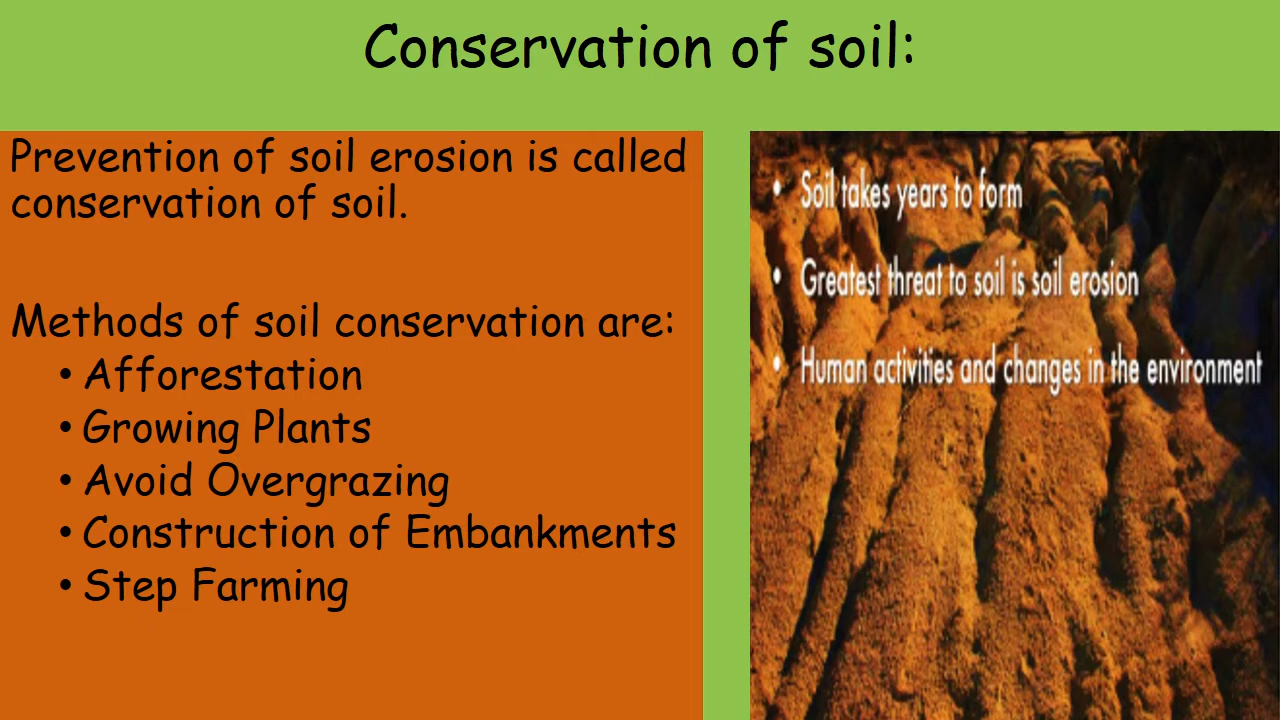 Conservation of soil:
Prevention of soil erosion is called
conservation of soil.
Methods of soil conservation are:
• Afforestation
• Growing Plants
• Avoid Overgrazing
• Construction of Embankments
• Step Farming
• Soil takes years to form
• Greatest threat to soil is soil erosion
• Human activities and changes in the environment